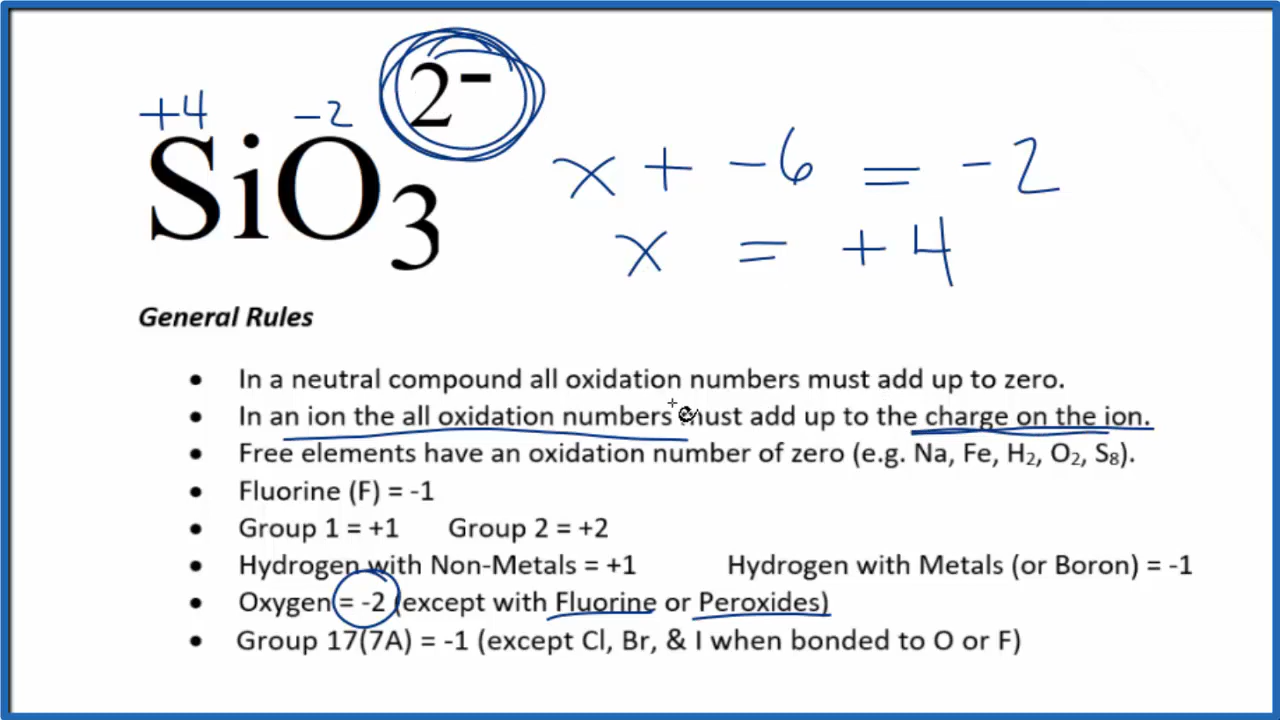 +4 -2
SiO₃ 2-
x + -6 = -2
x = +4
General Rules
• In a neutral compound all oxidation numbers must add up to zero.
• In an ion the all oxidation numbers must add up to the charge on the ion.
• Free elements have an oxidation number of zero (e.g. Na, Fe, H₂, O₂, S₈).
• Fluorine (F) = -1
• Group 1 = +1 Group 2 = +2
• Hydrogen with Non-Metals = +1 Hydrogen with Metals (or Boron) = -1
• Oxygen = -2 (except with Fluorine or Peroxides)
• Group 17(7A) = -1 (except Cl, Br, & I when bonded to O or F)